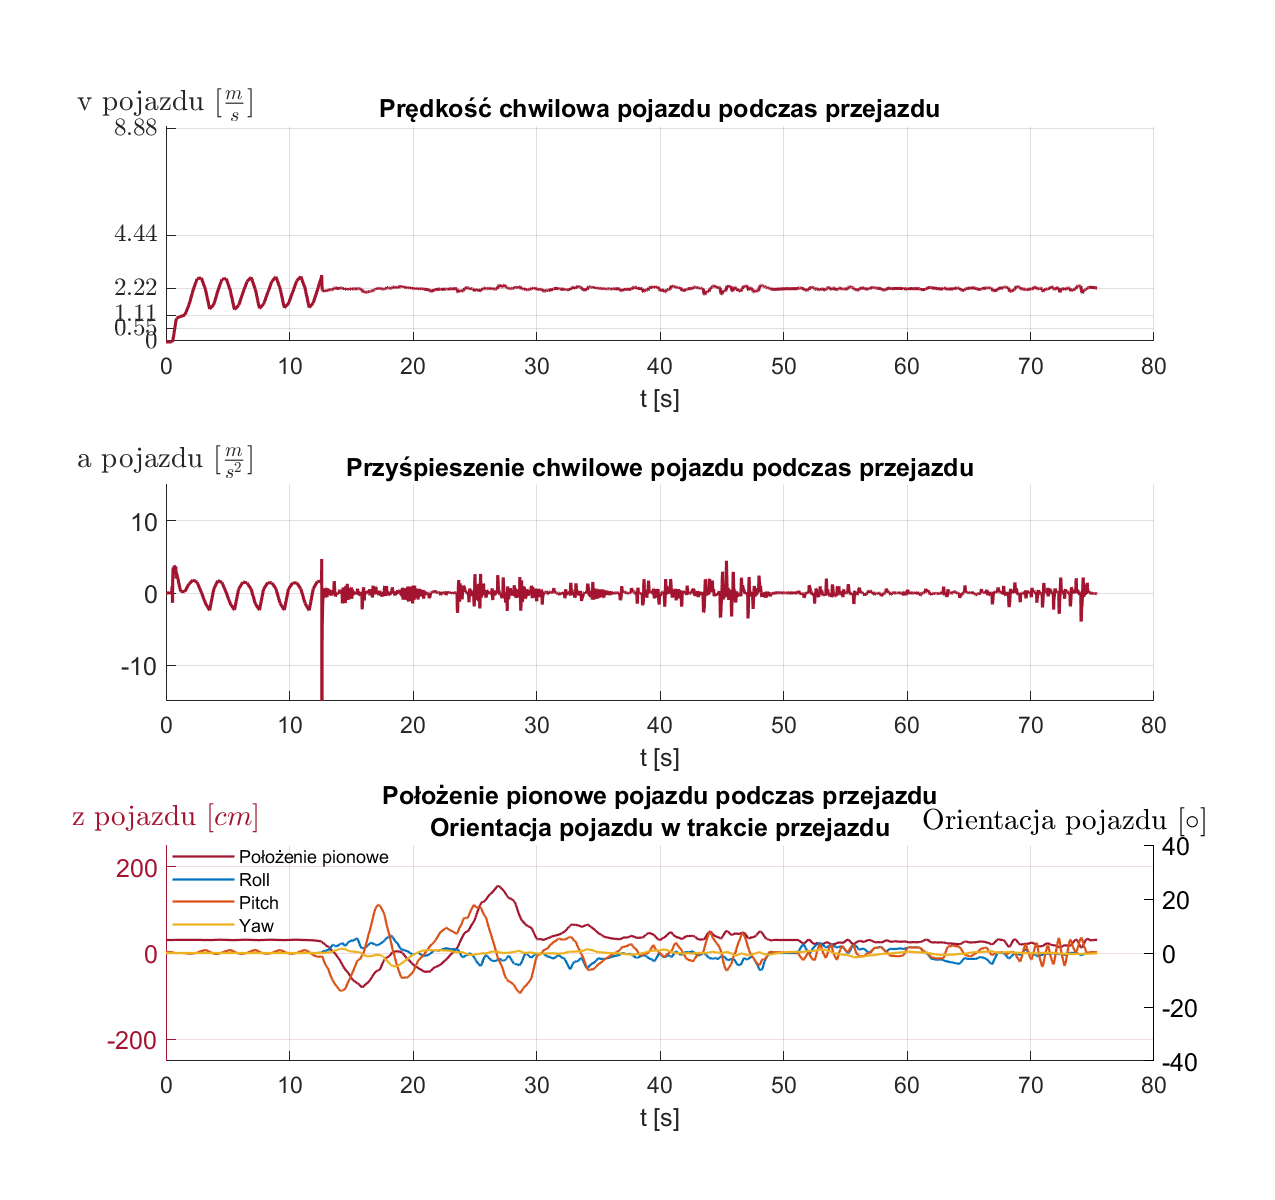 v pojazdu [m/s]
Prędkość chwilowa pojazdu podczas przejazdu
8.88
4.44
2.22
1.11
0.55
0
0 10 20 30 40 50 60 70 80
t [s]
a pojazdu [m/s²]
Przyśpieszenie chwilowe pojazdu podczas przejazdu
10
0
-10
0 10 20 30 40 50 60 70 80
t [s]
Położenie pionowe pojazdu podczas przejazdu
z pojazdu [cm]
Orientacja pojazdu w trakcie przejazdu
Orientacja pojazdu [∘]
200
0
-200
Położenie pionowe
Roll
Pitch
Yaw
40
20
0
-20
-40
0 10 20 30 40 50 60 70 80
t [s]